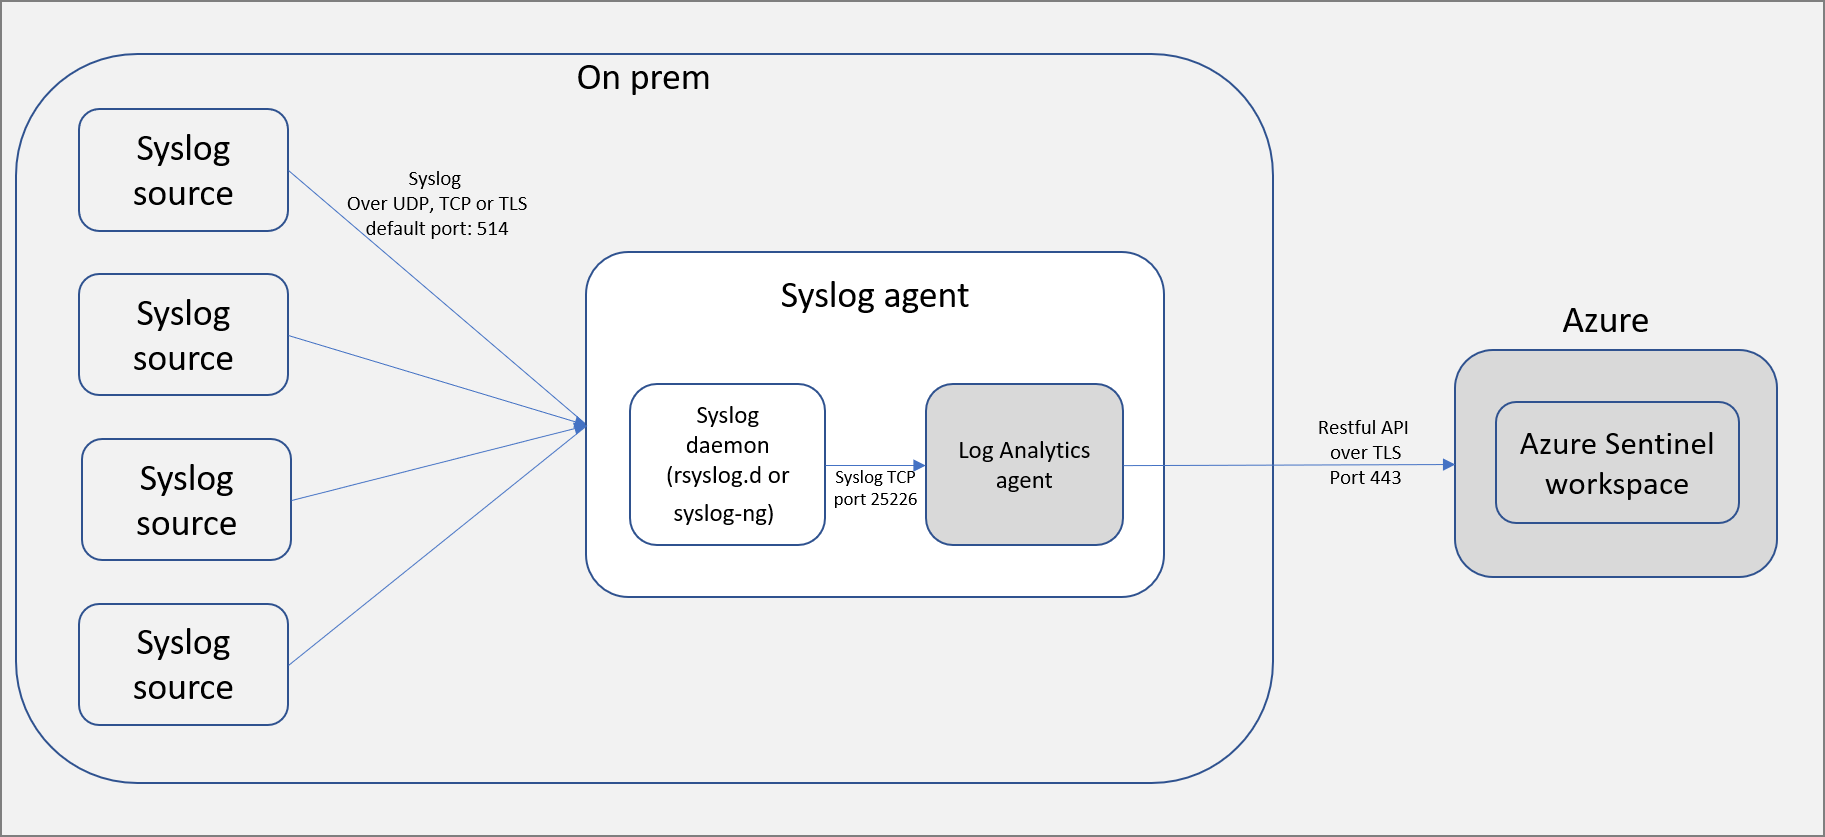 On prem
Syslog
source
Syslog
Over UDP, TCP or TLS
default port: 514
Syslog
source
Syslog
source
Syslog
source
Syslog agent
Syslog
daemon
(rsyslog.d or
syslog-ng)
Syslog TCP
port 25226
Log Analytics
agent
Restful API
over TLS
Port 443
Azure
Azure Sentinel
workspace